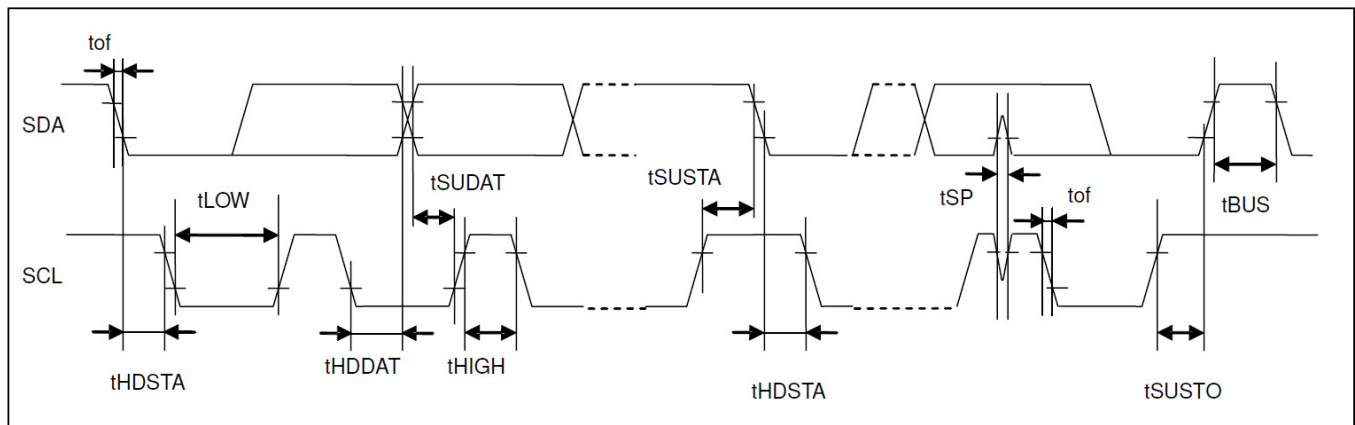 tof
SDA
tSUDAT
tSUSTA
tSP
tof
tBUS
tLOW
SCL
tHDSTA
tHDDAT
tHIGH
tHDSTA
tSUSTO